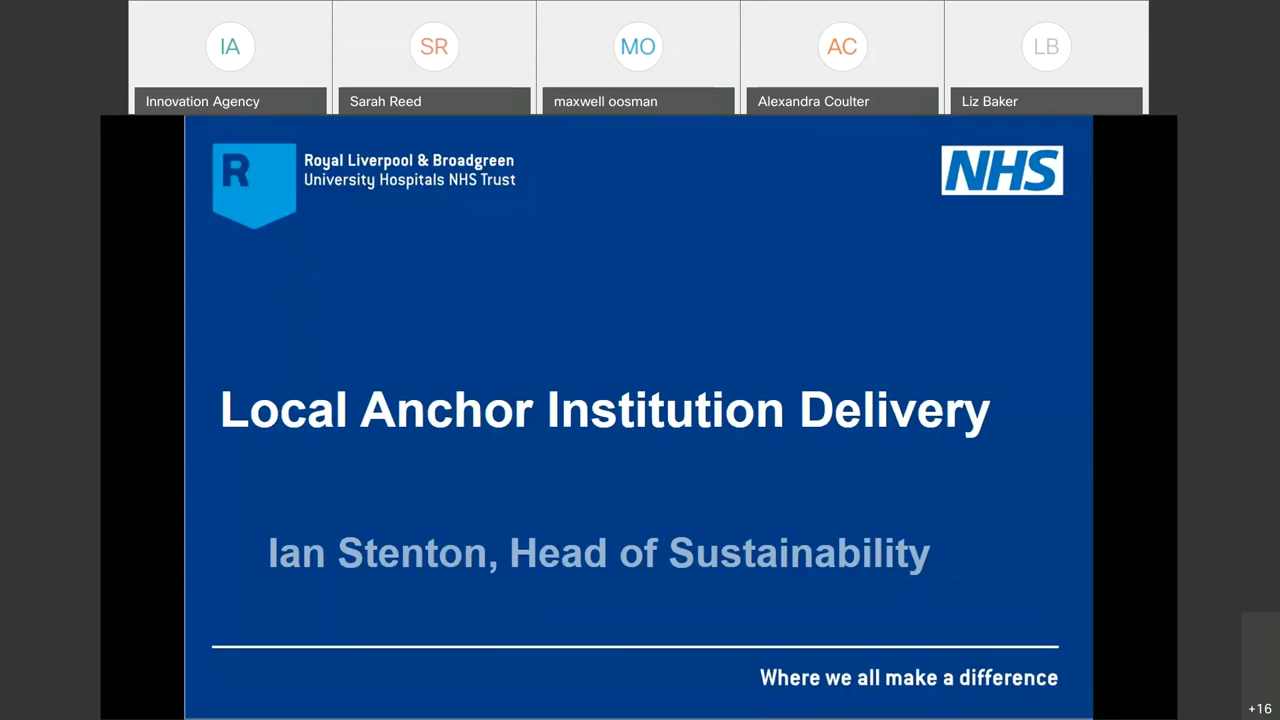 IA
SR
MO
AC
LB
Innovation Agency
Sarah Reed
maxwell oosman
Alexandra Coulter
Liz Baker
R
Royal Liverpool & Broadgreen
University Hospitals NHS Trust
NHS
Local Anchor Institution Delivery
Ian Stenton, Head of Sustainability
Where we all make a difference
+16